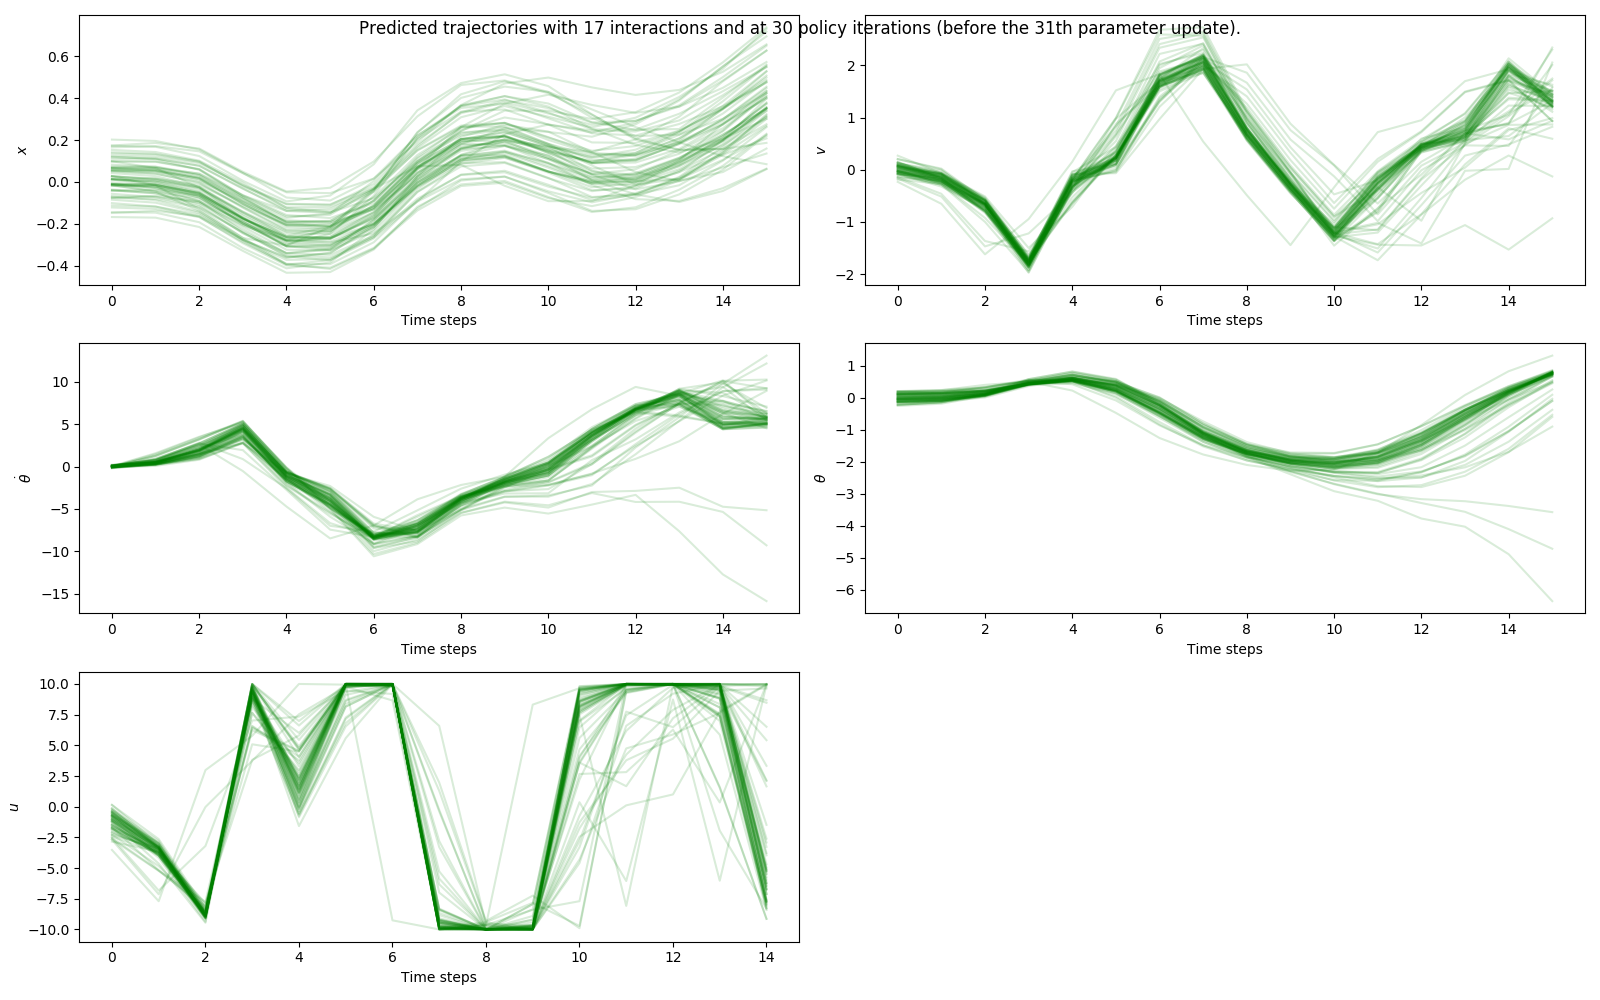 Predicted trajectories with 17 interactions and at 30 policy iterations (before the 31th parameter update).
0.6
0.4
0.2
0.0
−0.2
−0.4
x
0 2 4 6 8 10 12 14
Time steps
2
1
0
−1
−2
v
0 2 4 6 8 10 12 14
Time steps
10
5
0
−5
−10
−15
θ̇
0 2 4 6 8 10 12 14
Time steps
1
0
−1
−2
−3
−4
−5
−6
θ
0 2 4 6 8 10 12 14
Time steps
10.0
7.5
5.0
2.5
0.0
−2.5
−5.0
−7.5
−10.0
u
0 2 4 6 8 10 12 14
Time steps